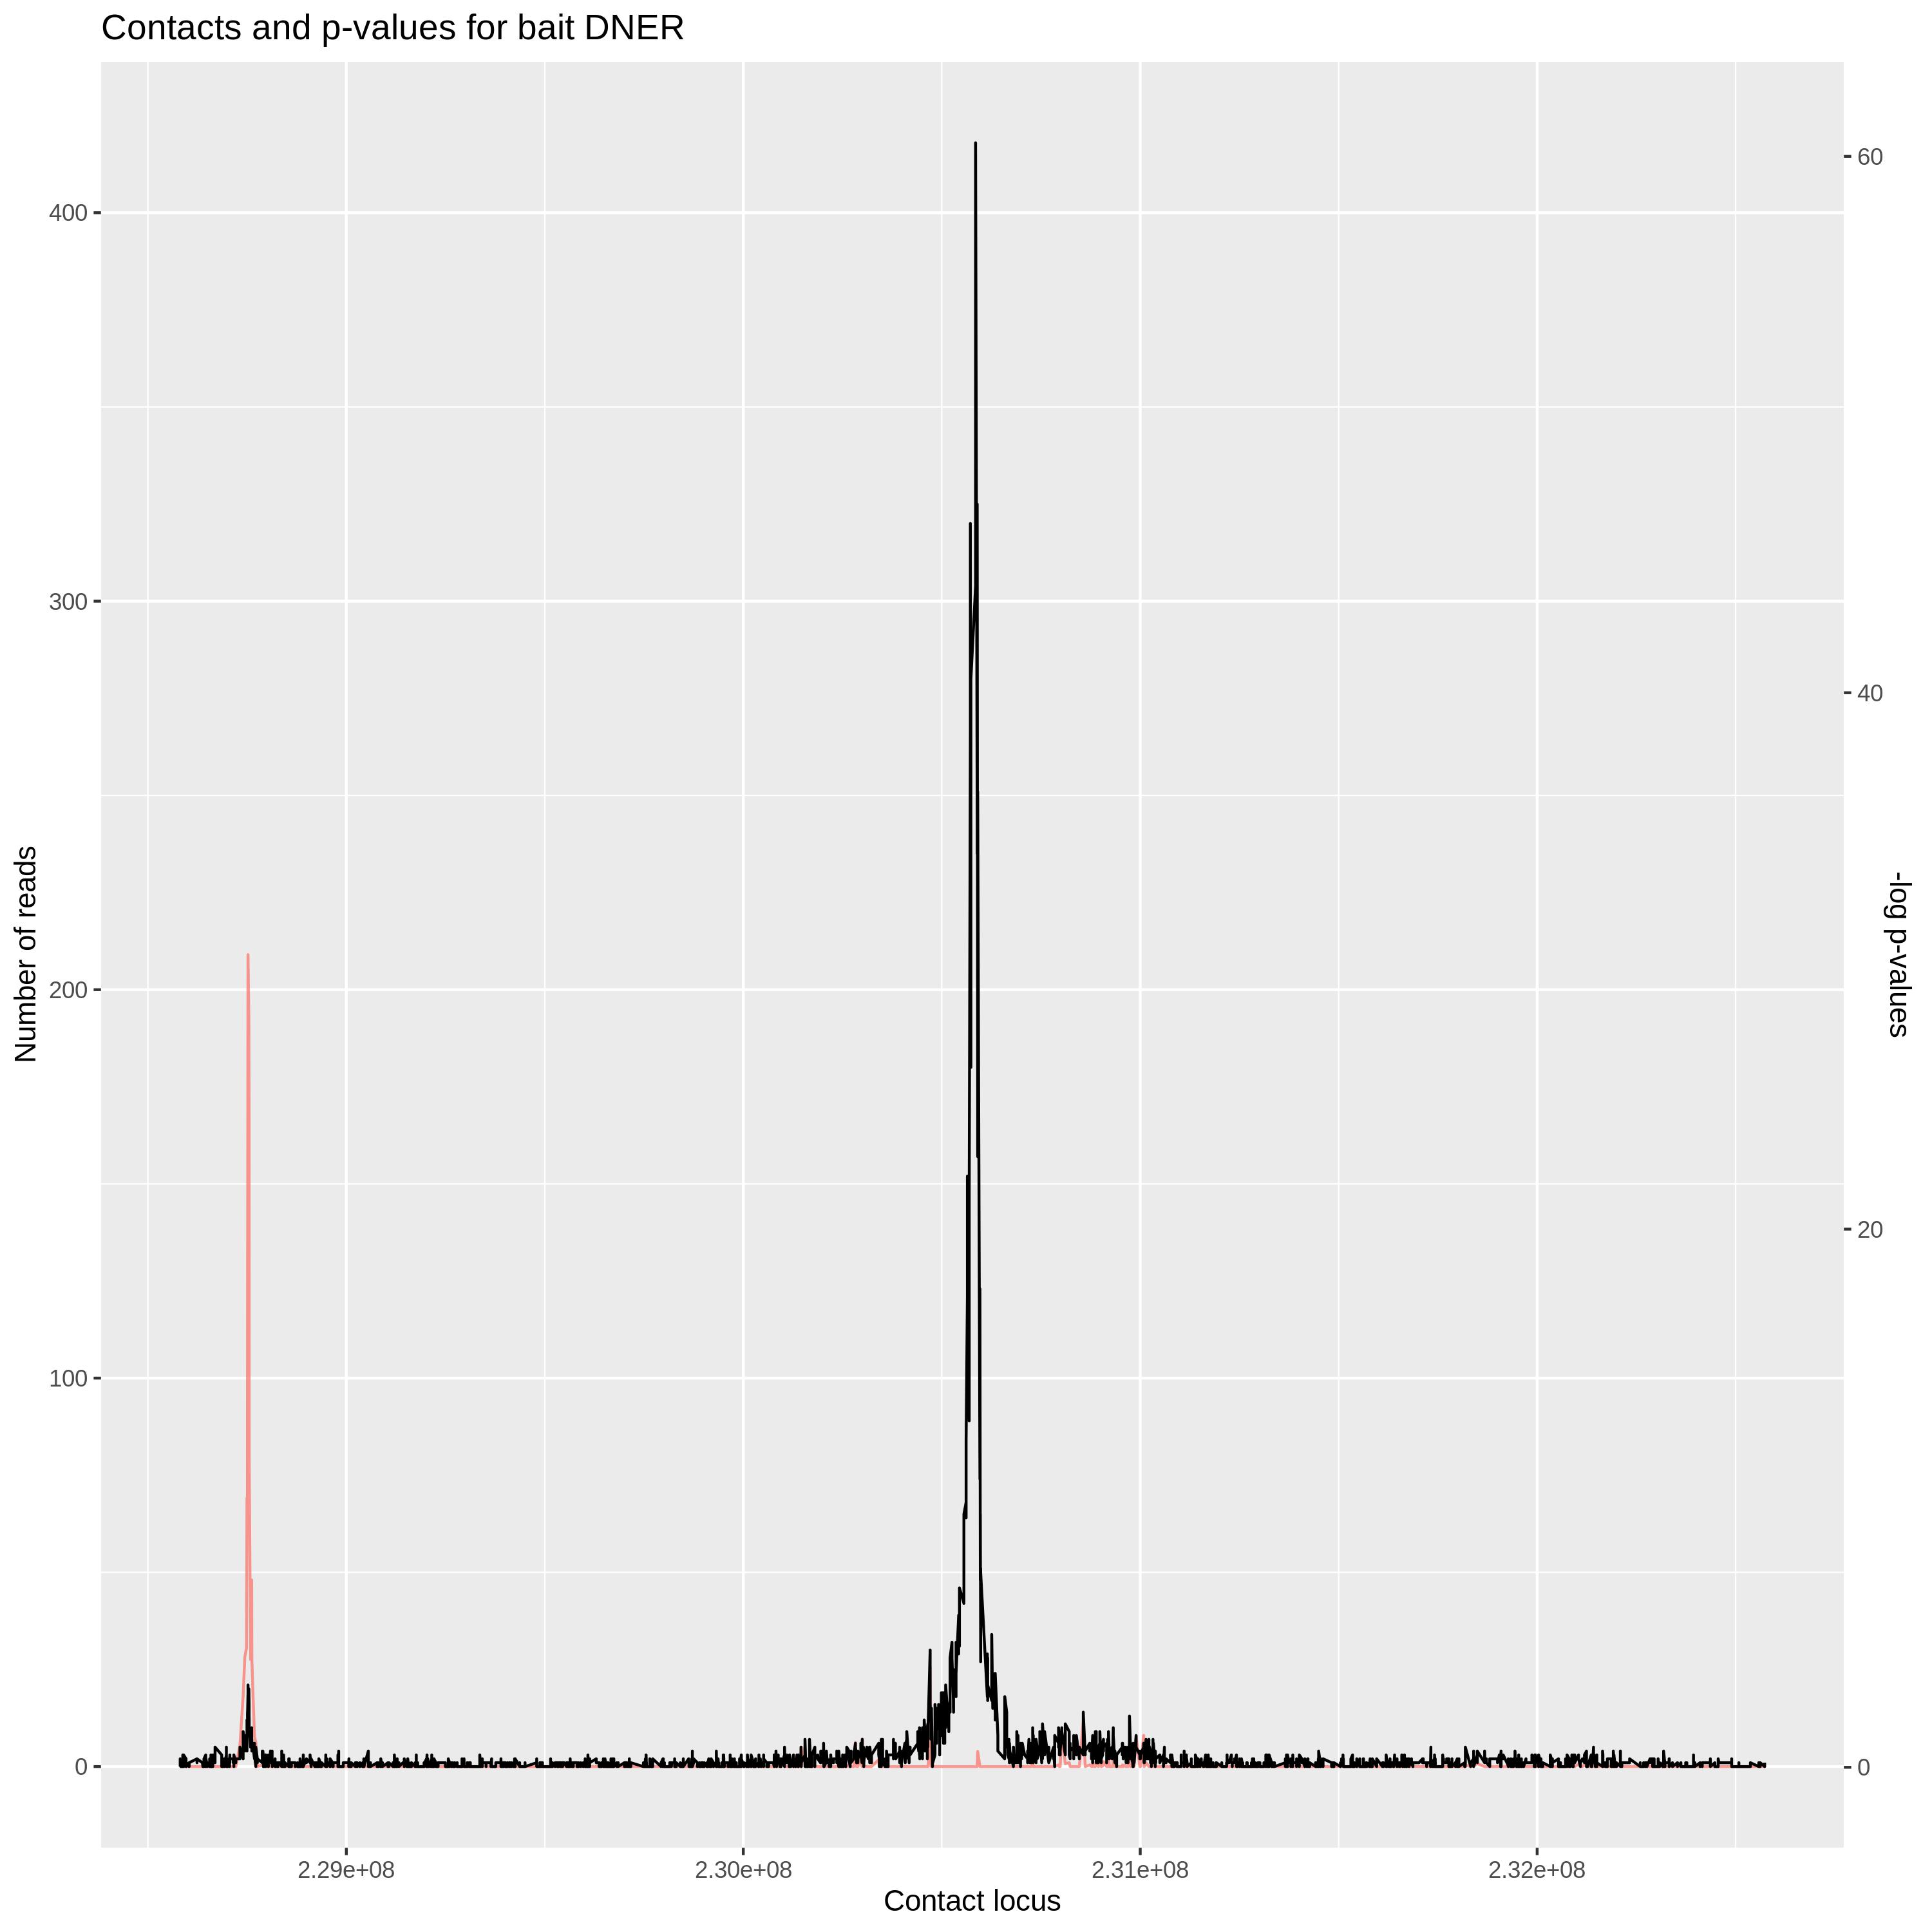 Contacts and p-values for bait DNER
400
300
200
100
0
Number of reads
60
40
20
0
-log p-values
2.29e+08
2.30e+08
2.31e+08
2.32e+08
Contact locus